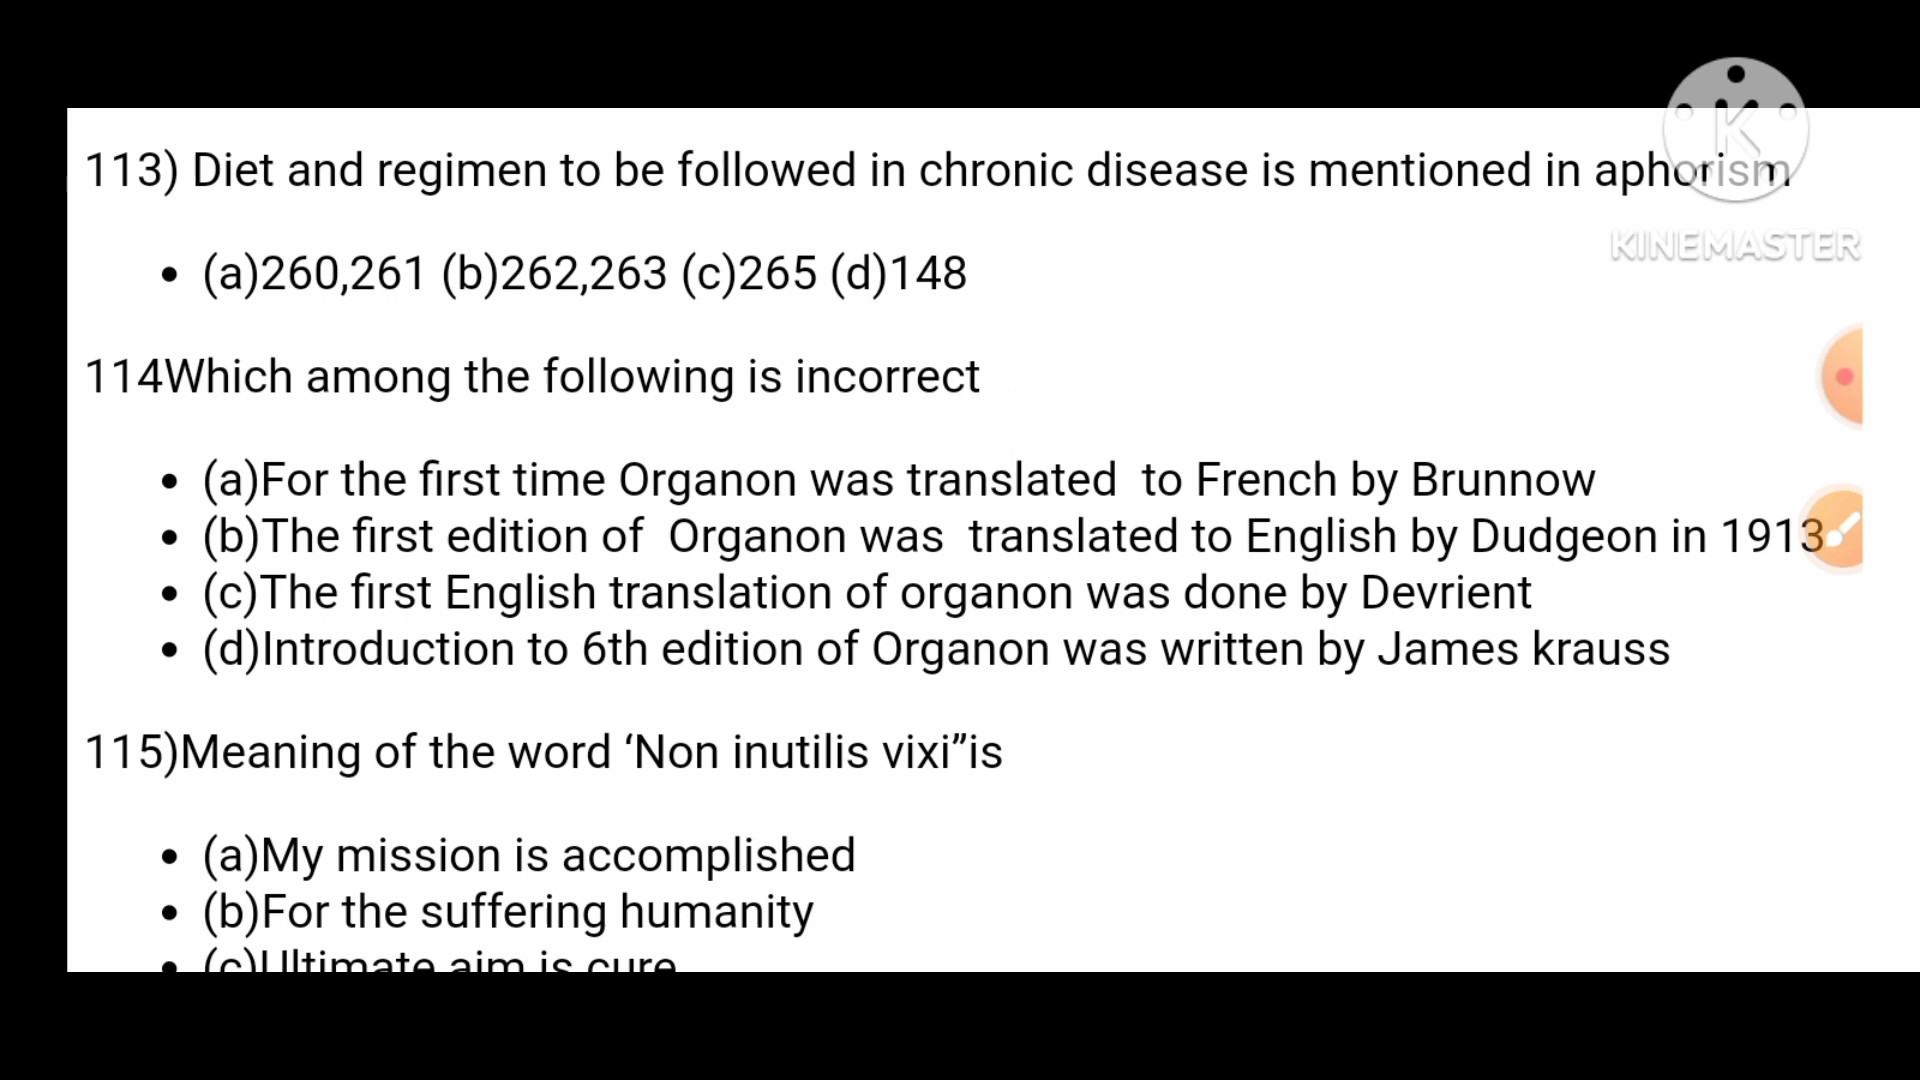 113) Diet and regimen to be followed in chronic disease is mentioned in aphorism
K
KINEMASTER
• (a)260,261 (b)262,263 (c)265 (d)148
114Which among the following is incorrect
• (a)For the first time Organon was translated  to French by Brunnow
• (b)The first edition of  Organon was  translated to English by Dudgeon in 1913
• (c)The first English translation of organon was done by Devrient
• (d)Introduction to 6th edition of Organon was written by James krauss
115)Meaning of the word ‘Non inutilis vixi”is
• (a)My mission is accomplished
• (b)For the suffering humanity
• (c)Ultimate aim is cure